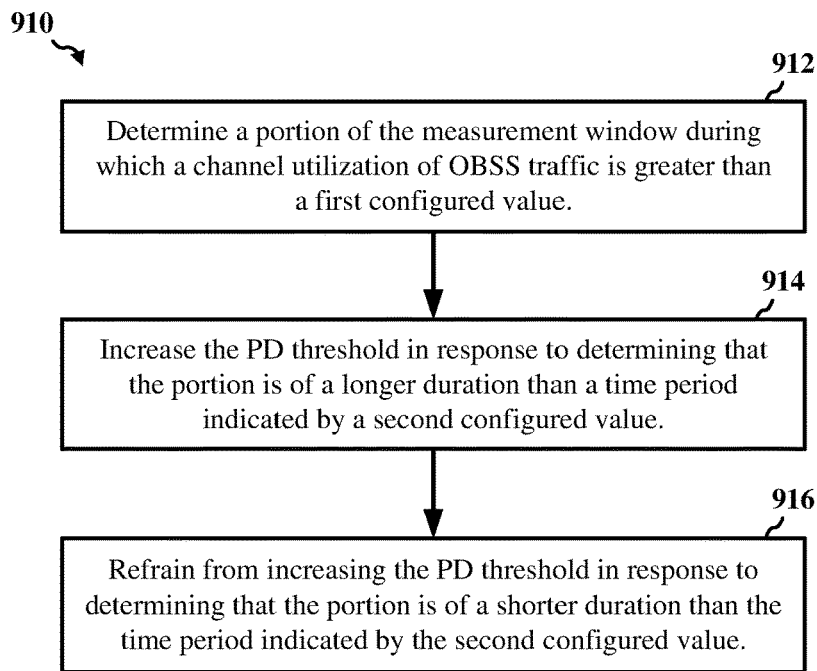 910
912
Determine a portion of the measurement window during
which a channel utilization of OBSS traffic is greater than
a first configured value.
914
Increase the PD threshold in response to determining that
the portion is of a longer duration than a time period
indicated by a second configured value.
916
Refrain from increasing the PD threshold in response to
determining that the portion is of a shorter duration than the
time period indicated by the second configured value.